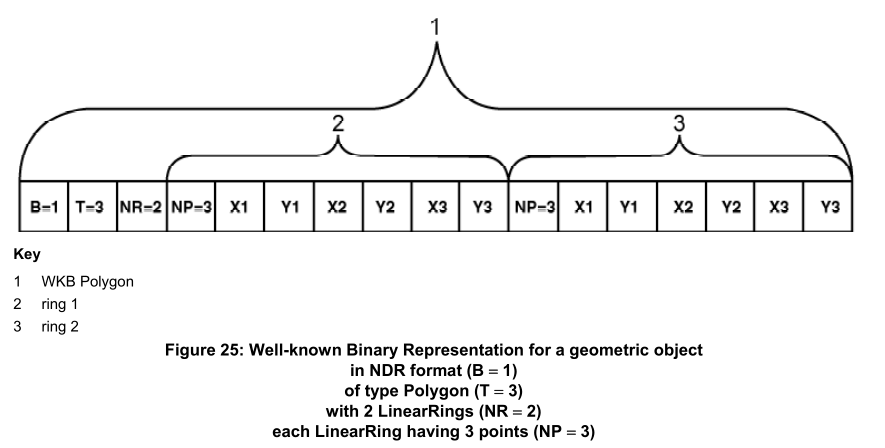 1
2 3
B=1 T=3 NR=2 NP=3 X1 Y1 X2 Y2 X3 Y3 NP=3 X1 Y1 X2 Y2 X3 Y3
Key
1 WKB Polygon
2 ring 1
3 ring 2
Figure 25: Well-known Binary Representation for a geometric object
in NDR format (B = 1)
of type Polygon (T = 3)
with 2 LinearRings (NR = 2)
each LinearRing having 3 points (NP = 3)